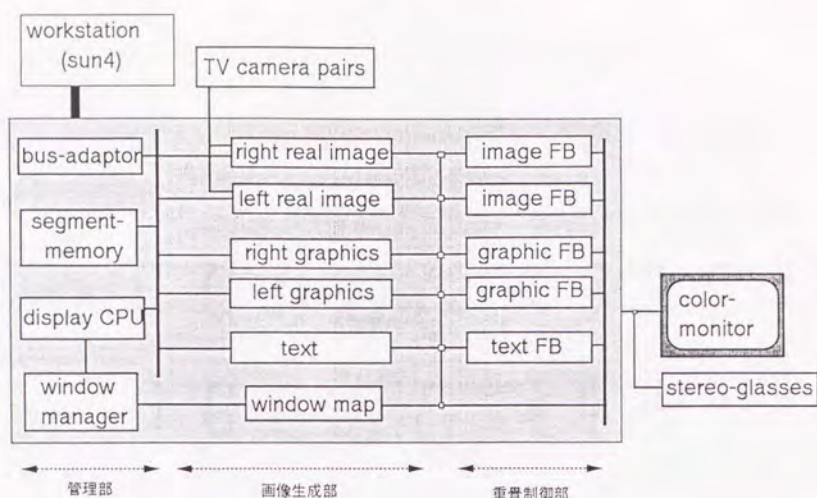 workstation
(sun4)
TV camera pairs
bus-adaptor
right real image
image FB
left real image
image FB
segment-
memory
right graphics
graphic FB
left graphics
graphic FB
display CPU
text
text FB
color-
monitor
window
manager
window map
stereo-glasses
管理部
画像生成部
重畳制御部